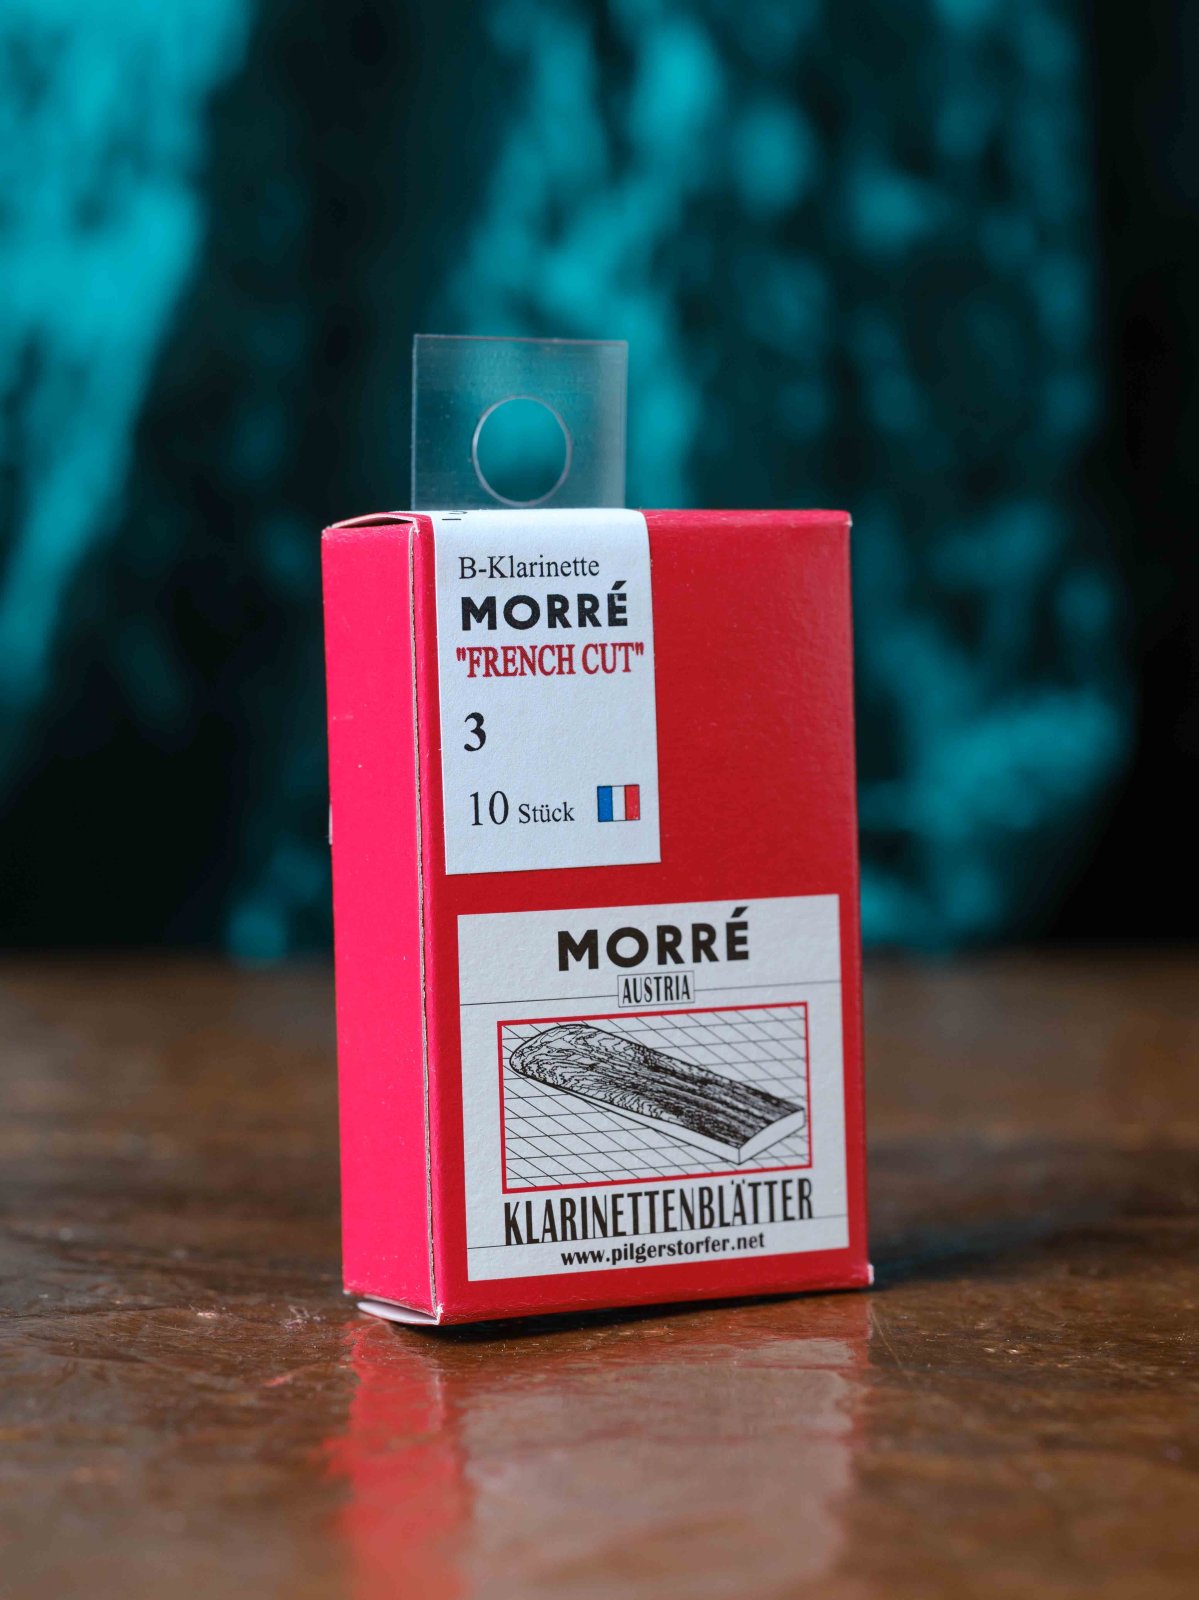 B-Klarinette
MORRÉ
"FRENCH CUT"
3
10 Stück
MORRÉ
AUSTRIA
KLARINETTENBLÄTTER
www.pilgerstorfer.net